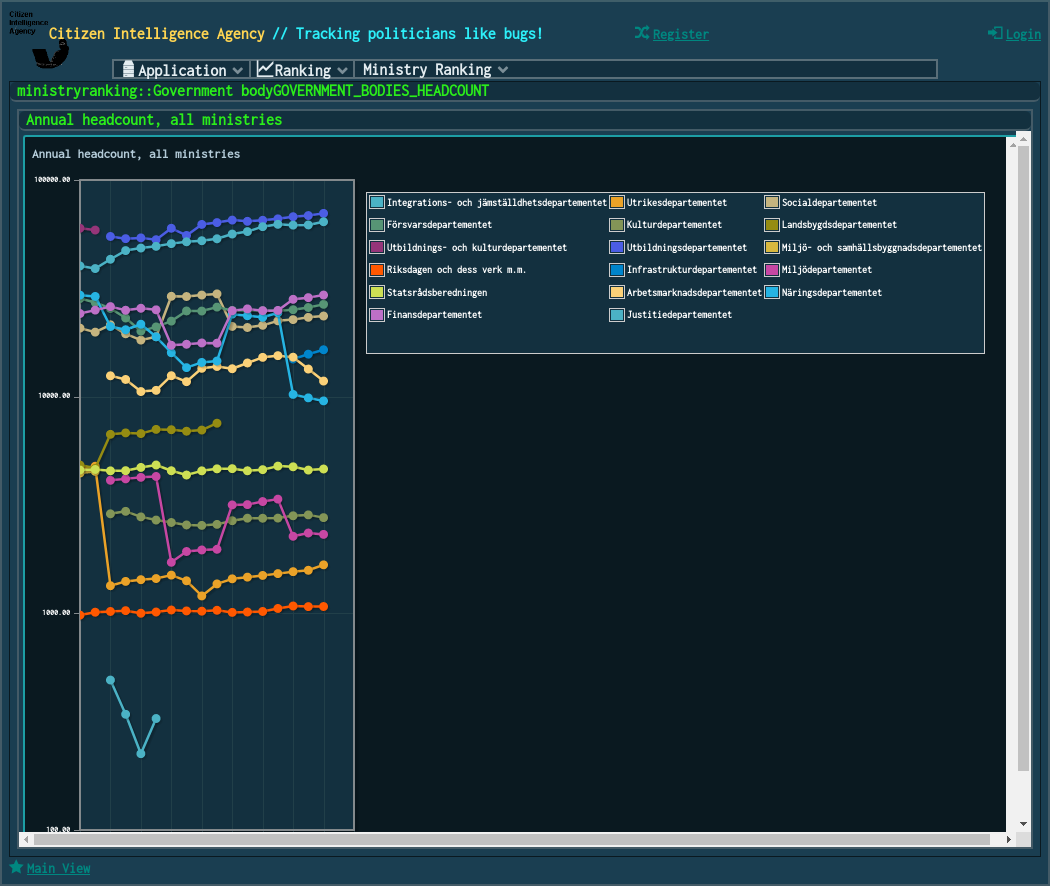 Citizen
Intelligence
Agency
Citizen Intelligence Agency // Tracking politicians like bugs!
Register
Login
Application
Ranking
Ministry Ranking
ministryranking::Government bodyGOVERNMENT_BODIES_HEADCOUNT
Annual headcount, all ministries
Annual headcount, all ministries
100000.00
10000.00
1000.00
100.00
Integrations- och jämställdhetsdepartementet Utrikesdepartementet Socialdepartementet
Försvarsdepartementet Kulturdepartementet Landsbygdsdepartementet
Utbildnings- och kulturdepartementet Utbildningsdepartementet Miljö- och samhällsbyggnadsdepartementet
Riksdagen och dess verk m.m. Infrastrukturdepartementet Miljödepartementet
Statsrådsberedningen Arbetsmarknadsdepartementet Näringsdepartementet
Finansdepartementet Justitiedepartementet
Main View